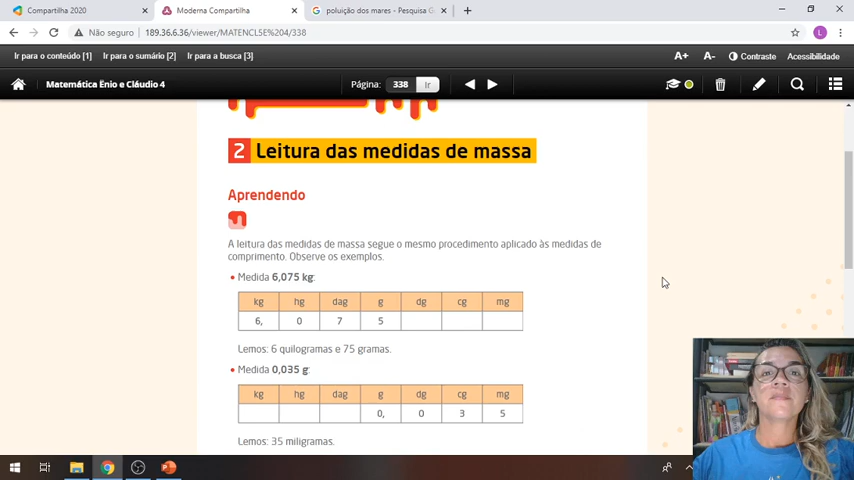 Compartilha 2020
Moderna Compartilha
poluição dos mares - Pesquisa G
Não seguro
189.36.6.36/viewer/MATENCL5E%204/338
L
Ir para o conteúdo [1]
Ir para o sumário [2]
Ir para a busca [3]
A+
A-
Contraste
Acessibilidade
Matemática Ênio e Cláudio 4
Página:
338
Ir
2 Leitura das medidas de massa
Aprendendo
A leitura das medidas de massa segue o mesmo procedimento aplicado às medidas de
comprimento. Observe os exemplos.
• Medida 6,075 kg:
kg hg dag g dg cg mg
6, 0 7 5
Lemos: 6 quilogramas e 75 gramas.
• Medida 0,035 g:
kg hg dag g dg cg mg
0, 0 3 5
Lemos: 35 miligramas.